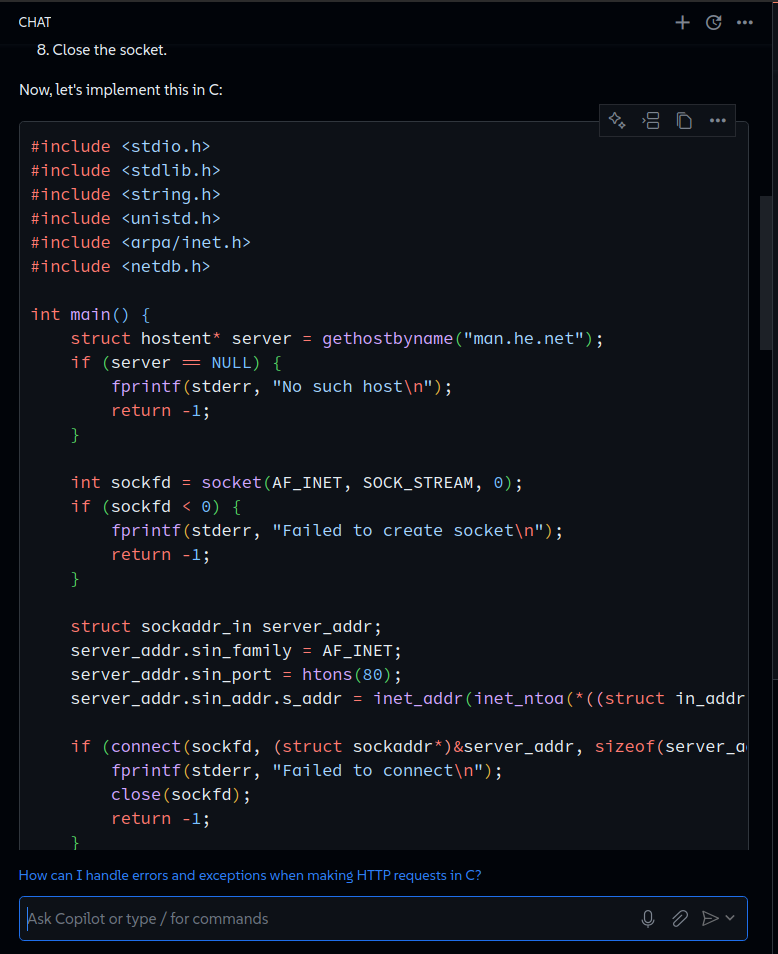 CHAT
8. Close the socket.
Now, let's implement this in C:
#include <stdio.h>
#include <stdlib.h>
#include <string.h>
#include <unistd.h>
#include <arpa/inet.h>
#include <netdb.h>
int main() {
    struct hostent* server = gethostbyname("man.he.net");
    if (server == NULL) {
        fprintf(stderr, "No such host\n");
        return -1;
    }
    int sockfd = socket(AF_INET, SOCK_STREAM, 0);
    if (sockfd < 0) {
        fprintf(stderr, "Failed to create socket\n");
        return -1;
    }
    struct sockaddr_in server_addr;
    server_addr.sin_family = AF_INET;
    server_addr.sin_port = htons(80);
    server_addr.sin_addr.s_addr = inet_addr(inet_ntoa(*((struct in_addr
    if (connect(sockfd, (struct sockaddr*)&server_addr, sizeof(server_a
        fprintf(stderr, "Failed to connect\n");
        close(sockfd);
        return -1;
    }
How can I handle errors and exceptions when making HTTP requests in C?
Ask Copilot or type / for commands